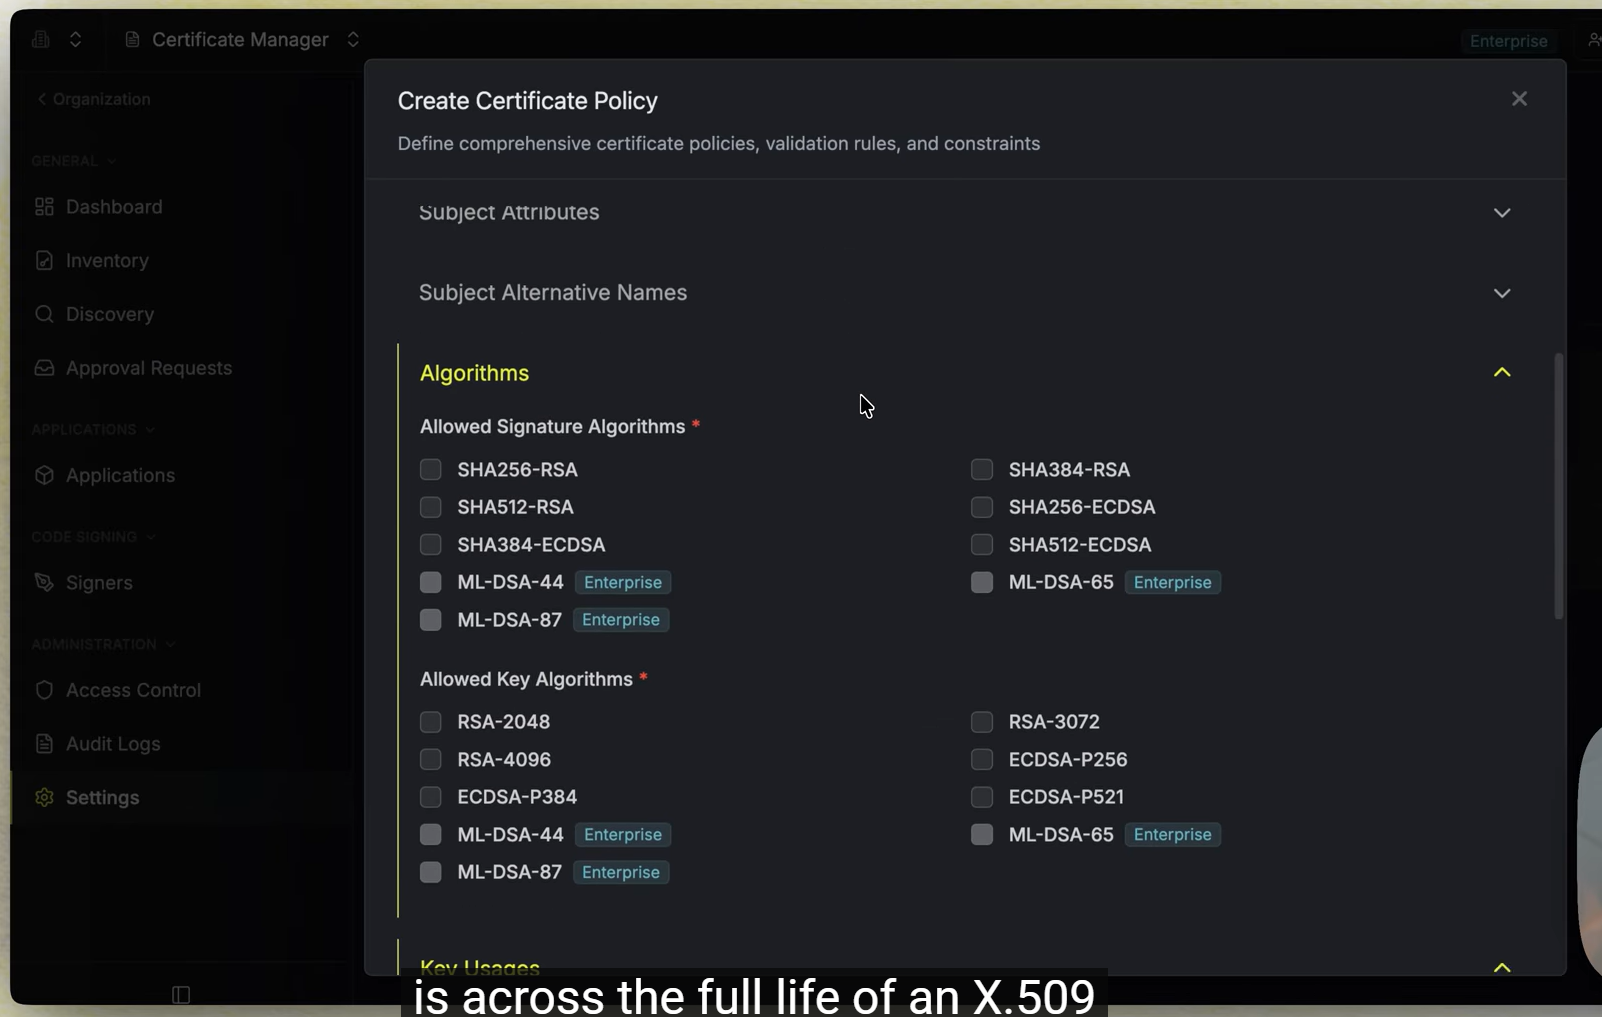 Certificate Manager
Enterprise
Organization
GENERAL
Dashboard
Inventory
Discovery
Approval Requests
APPLICATIONS
Applications
CODE SIGNING
Signers
ADMINISTRATION
Access Control
Audit Logs
Settings
Create Certificate Policy
Define comprehensive certificate policies, validation rules, and constraints
Subject Attributes
Subject Alternative Names
Algorithms
Allowed Signature Algorithms *
SHA256-RSA
SHA384-RSA
SHA512-RSA
SHA256-ECDSA
SHA384-ECDSA
SHA512-ECDSA
ML-DSA-44 Enterprise
ML-DSA-65 Enterprise
ML-DSA-87 Enterprise
Allowed Key Algorithms *
RSA-2048
RSA-3072
RSA-4096
ECDSA-P256
ECDSA-P384
ECDSA-P521
ML-DSA-44 Enterprise
ML-DSA-65 Enterprise
ML-DSA-87 Enterprise
Key Usages
is across the full life of an X.509